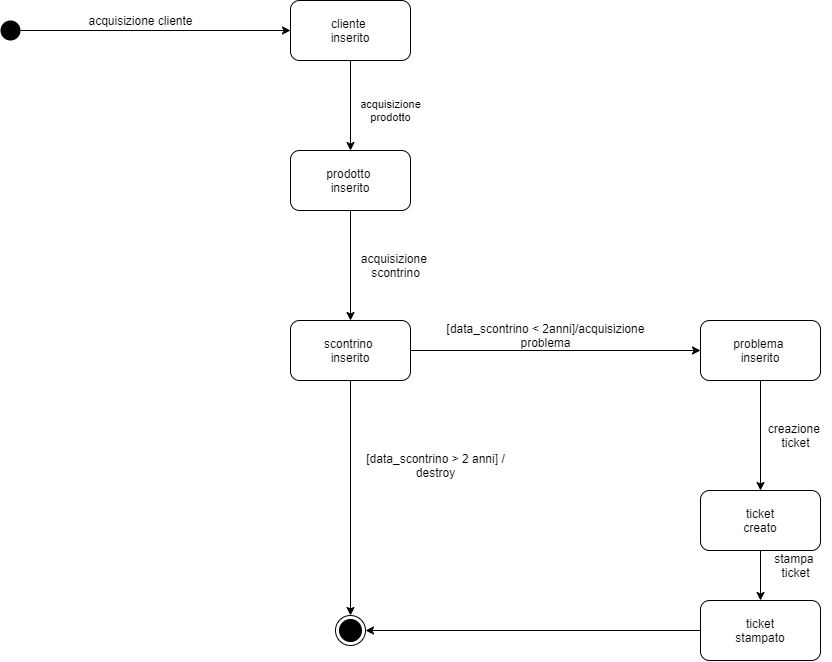 acquisizione cliente
cliente
inserito
acquisizione
prodotto
prodotto
inserito
acquisizione
scontrino
scontrino
inserito
[data_scontrino < 2anni]/acquisizione
problema
problema
inserito
creazione
ticket
[data_scontrino > 2 anni] /
destroy
ticket
creato
stampa
ticket
ticket
stampato